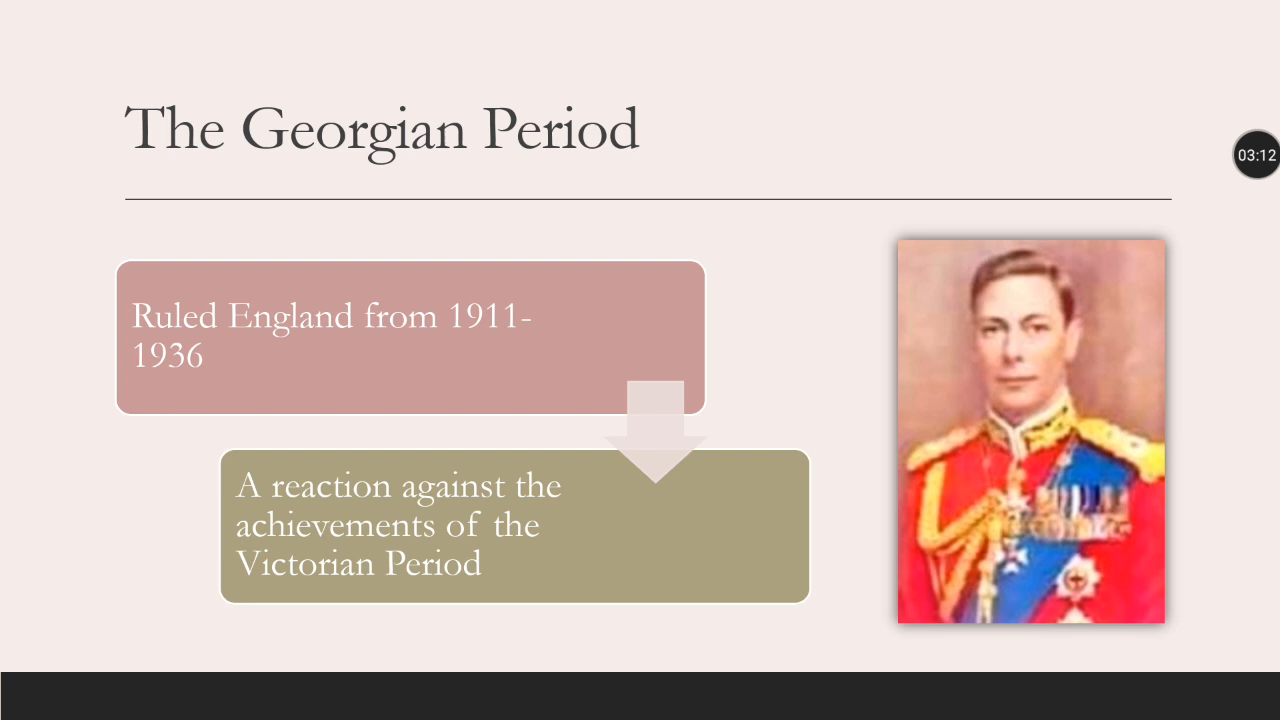 The Georgian Period
03:12
Ruled England from 1911-
1936
A reaction against the
achievements of the
Victorian Period